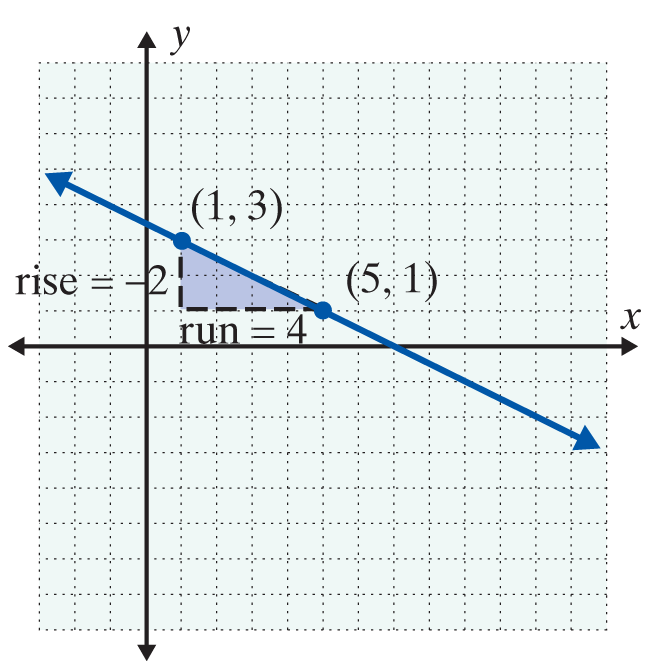 y
(1, 3)
rise = –2
(5, 1)
run = 4
x